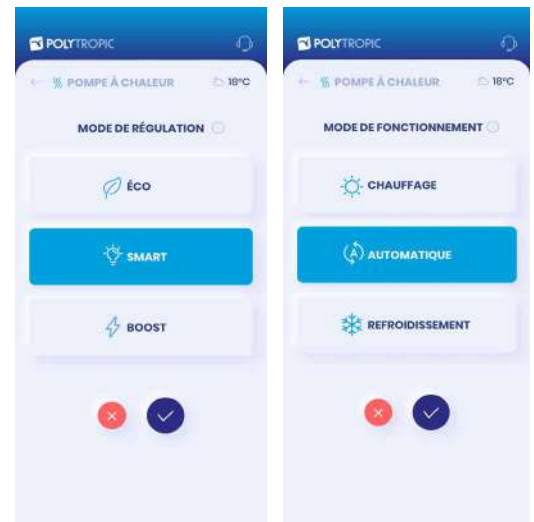 POLYTROPIC
POMPE À CHALEUR 18°C
MODE DE RÉGULATION
ÉCO
SMART
BOOST
POLYTROPIC
POMPE À CHALEUR 18°C
MODE DE FONCTIONNEMENT
CHAUFFAGE
A AUTOMATIQUE
REFROIDISSEMENT